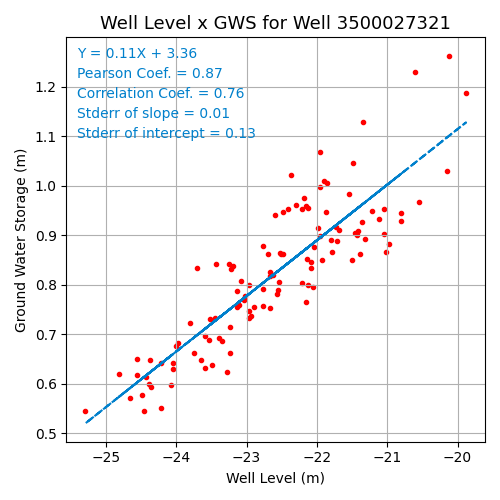 Well Level x GWS for Well 3500027321
Y = 0.11X + 3.36
Pearson Coef. = 0.87
Correlation Coef. = 0.76
Stderr of slope = 0.01
Stderr of intercept = 0.13
Ground Water Storage (m)
1.2
1.1
1.0
0.9
0.8
0.7
0.6
0.5
−25 −24 −23 −22 −21 −20
Well Level (m)